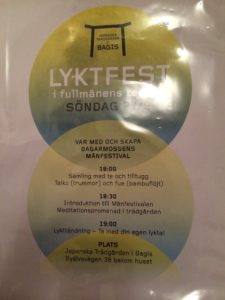 JAPANSKA
TRÄDGÅRDEN
I
BAGIS
LYKTFEST
i fullmånens
SÖNDAG
VAR MED OCH SKAPA
BAGARMOSSENS
MÅNFESTIVAL
18:00
Samling med te och tilltugg
Taiko (trummor) och fue (bambuflöjt)
18:30
Introduktion till Månfestivalen
Meditationspromenad i trädgården
19:00
Lykttändning – Ta med din egen lykta!
PLATS
Japanska Trädgården i Bagis
Byälvsvägen 38 bakom huset